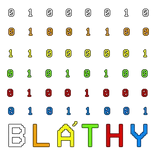 0 1 0 0 0 0 1 0
0 1 0 0 1 1 0 0
1 1 0 0 0 0 0 1
0 1 0 1 0 1 0 0
0 1 0 0 1 0 0 0
0 1 0 1 1 0 0 1
BLÁTHY